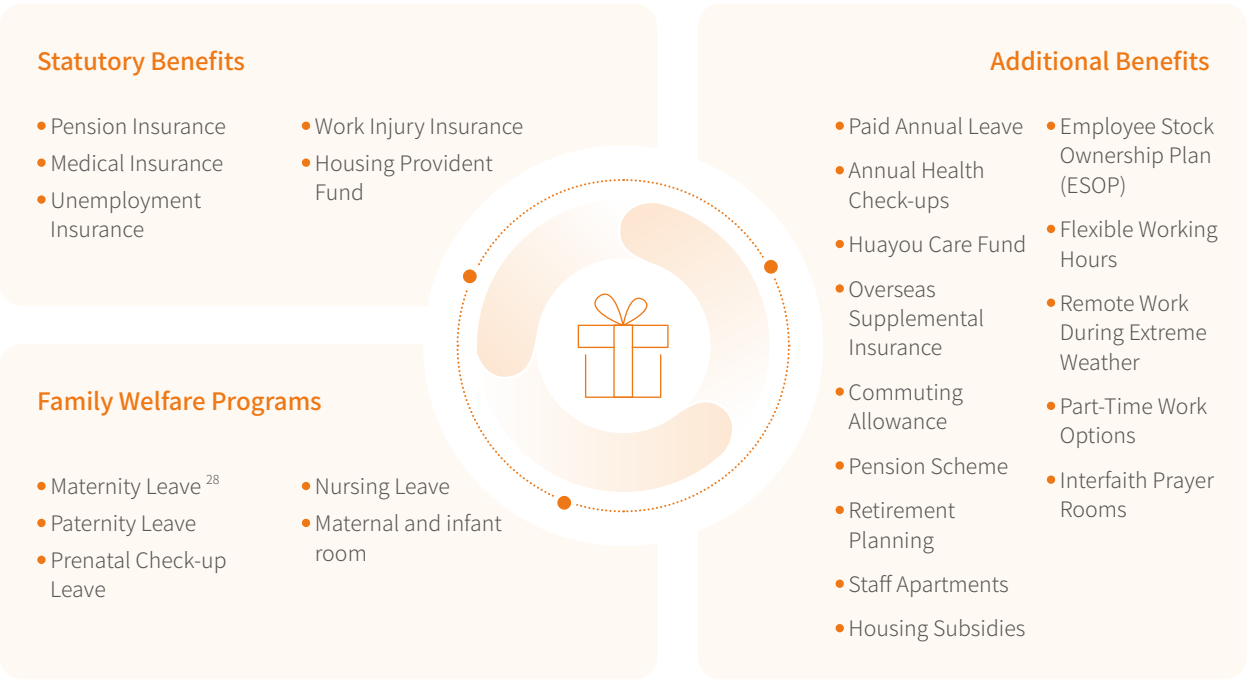 Statutory Benefits
Pension Insurance
Medical Insurance
Unemployment
Insurance
Work Injury Insurance
Housing Provident
Fund
Family Welfare Programs
Maternity Leave 28
Paternity Leave
Prenatal Check-up
Leave
Nursing Leave
Maternal and infant
room
Additional Benefits
Paid Annual Leave
Annual Health
Check-ups
Huayou Care Fund
Overseas
Supplemental
Insurance
Commuting
Allowance
Pension Scheme
Retirement
Planning
Staff Apartments
Housing Subsidies
Employee Stock
Ownership Plan
(ESOP)
Flexible Working
Hours
Remote Work
During Extreme
Weather
Part-Time Work
Options
Interfaith Prayer
Rooms